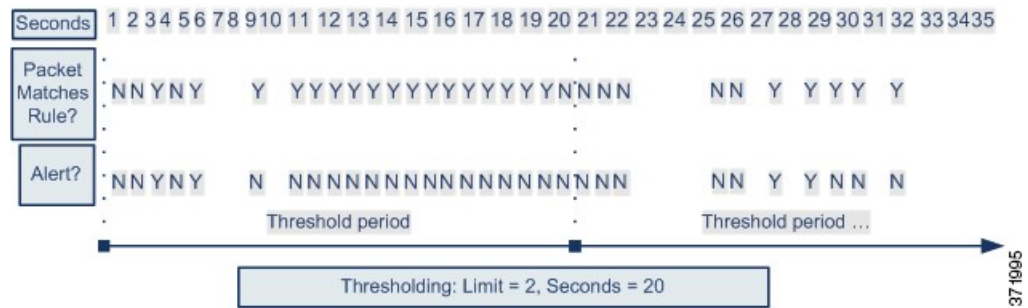 Seconds 1 2 3 4 5 6 7 8 9 10 11 12 13 14 15 16 17 18 19 20 21 22 23 24 25 26 27 28 29 30 31 32 33 34 35
Packet
Matches
Rule?
N N Y N Y Y Y Y Y Y Y Y Y Y Y Y Y Y Y Y N N N N N N Y Y Y Y Y
Alert?
N N Y N Y N N N N N N N N N N N N N N N N N N N N N Y Y N N N
Threshold period Threshold period ...
Thresholding: Limit = 2, Seconds = 20
371995